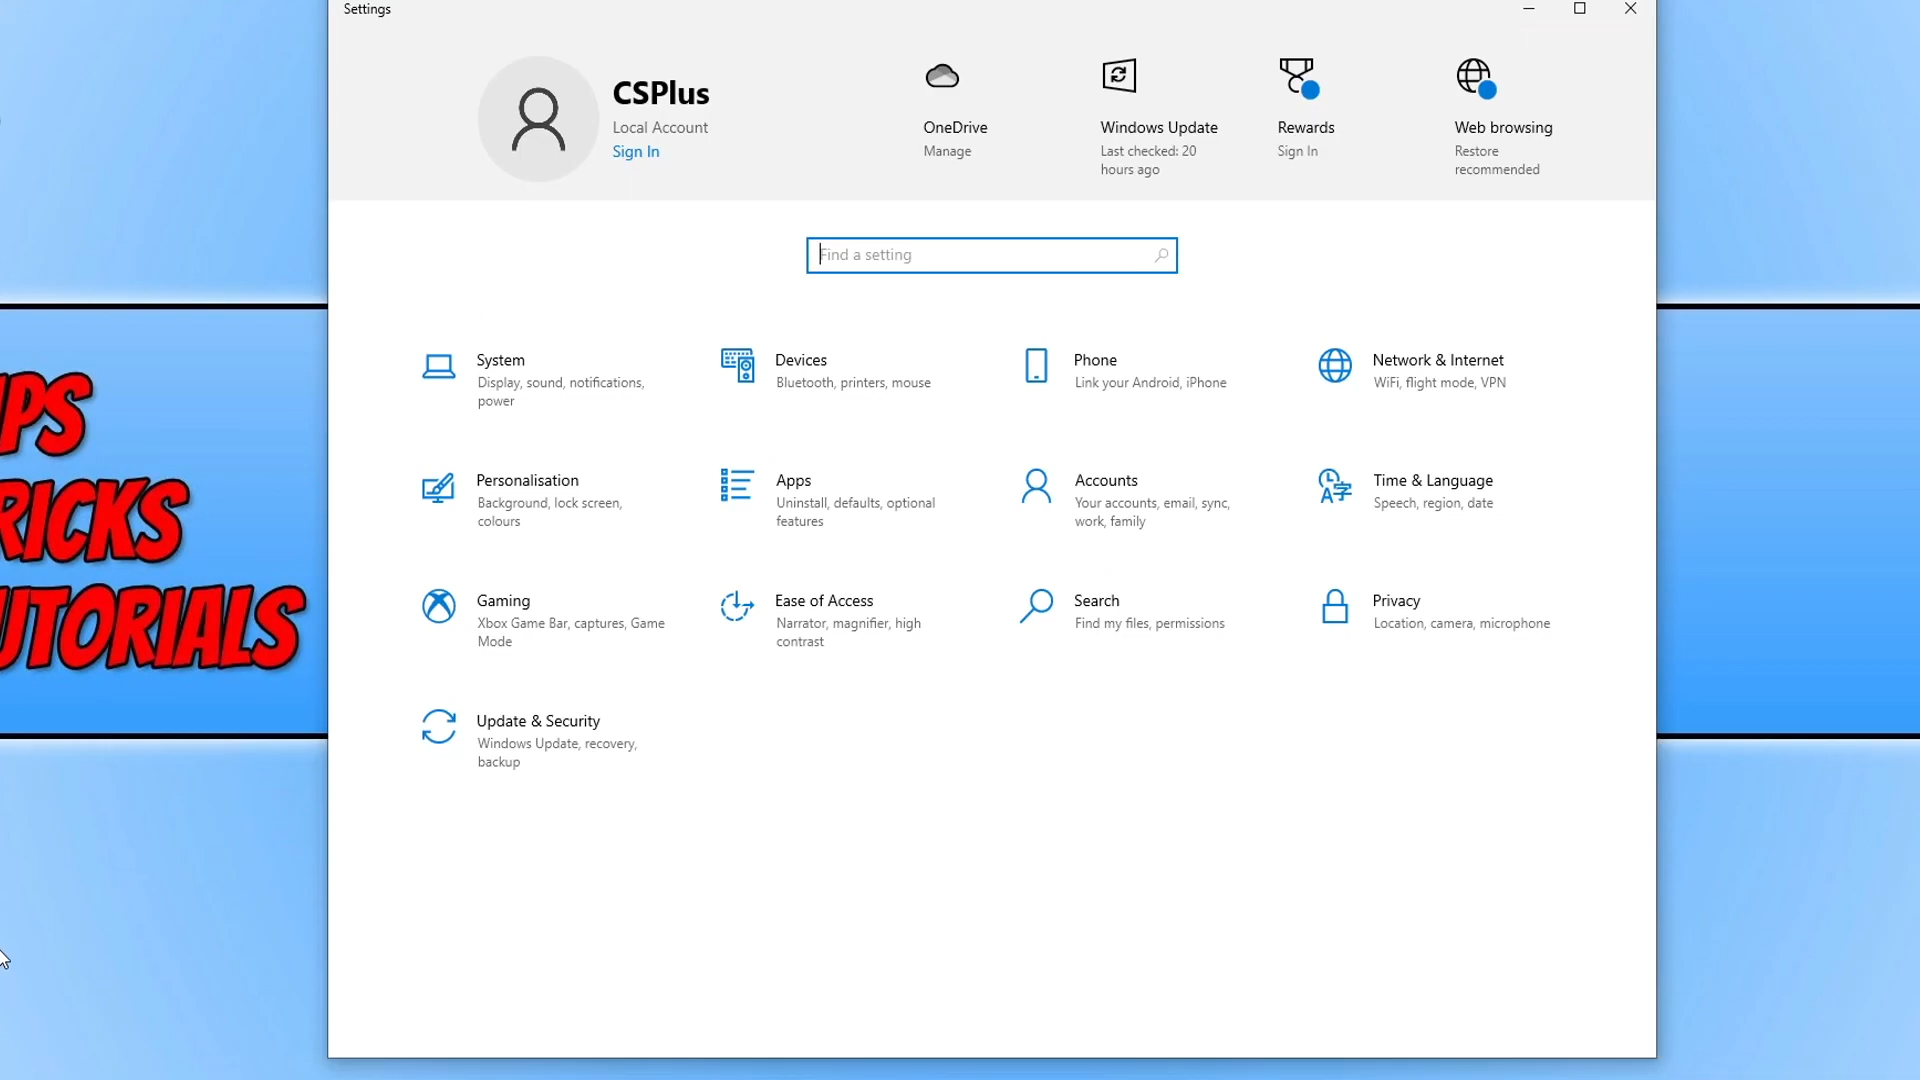 Settings
CSPlus
Local Account
Sign In
OneDrive
Manage
Windows Update
Last checked: 20
hours ago
Rewards
Sign In
Web browsing
Restore
recommended
Find a setting
System
Display, sound, notifications,
power
Devices
Bluetooth, printers, mouse
Phone
Link your Android, iPhone
Network & Internet
WiFi, flight mode, VPN
Personalisation
Background, lock screen,
colours
Apps
Uninstall, defaults, optional
features
Accounts
Your accounts, email, sync,
work, family
Time & Language
Speech, region, date
Gaming
Xbox Game Bar, captures, Game
Mode
Ease of Access
Narrator, magnifier, high
contrast
Search
Find my files, permissions
Privacy
Location, camera, microphone
Update & Security
Windows Update, recovery,
backup
IPS
RICKS
UTORIALS